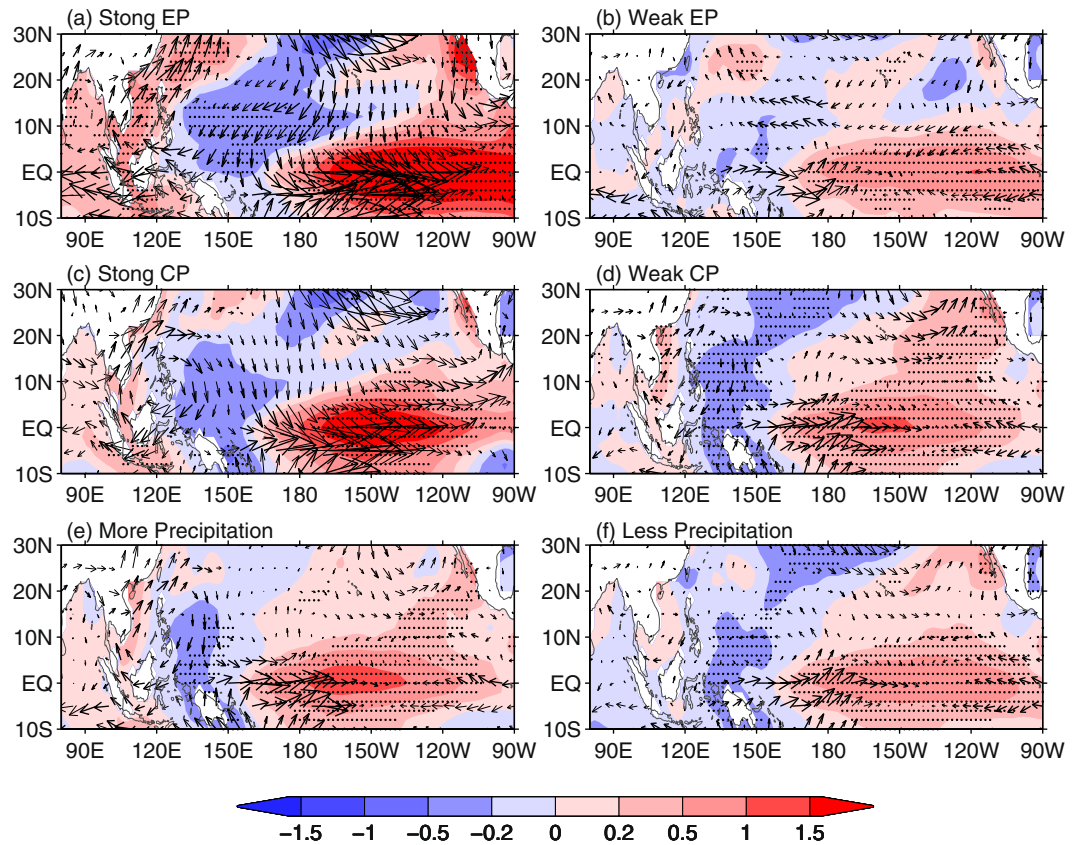 (a) Stong EP
(b) Weak EP
30N
20N
10N
EQ
10S
90E 120E 150E 180 150W 120W 90W
30N
20N
10N
EQ
10S
90E 120E 150E 180 150W 120W 90W
(c) Stong CP
(d) Weak CP
30N
20N
10N
EQ
10S
90E 120E 150E 180 150W 120W 90W
30N
20N
10N
EQ
10S
90E 120E 150E 180 150W 120W 90W
(e) More Precipitation
(f) Less Precipitation
30N
20N
10N
EQ
10S
90E 120E 150E 180 150W 120W 90W
30N
20N
10N
EQ
10S
90E 120E 150E 180 150W 120W 90W
−1.5 −1 −0.5 −0.2 0 0.2 0.5 1 1.5